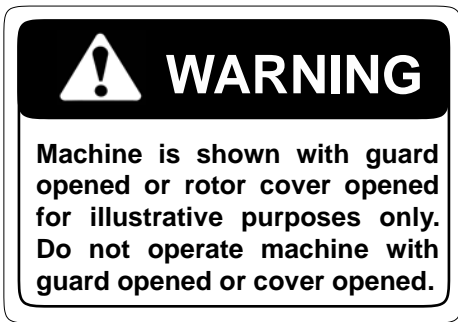 WARNING
Machine is shown with guard
opened or rotor cover opened
for illustrative purposes only.
Do not operate machine with
guard opened or cover opened.